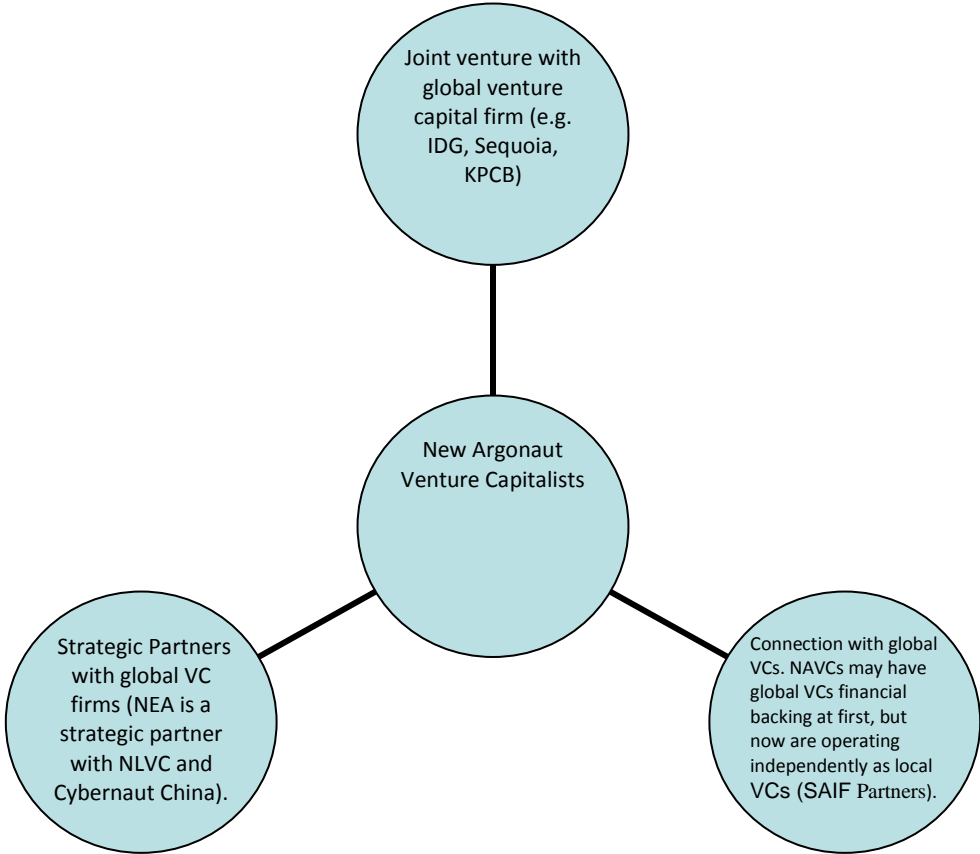 Joint venture with
global venture
capital firm (e.g.
IDG, Sequoia,
KPCB)
New Argonaut
Venture Capitalists
Strategic Partners
with global VC
firms (NEA is a
strategic partner
with NLVC and
Cybernaut China).
Connection with global
VCs. NAVCs may have
global VCs financial
backing at first, but
now are operating
independently as local
VCs (SAIF Partners).